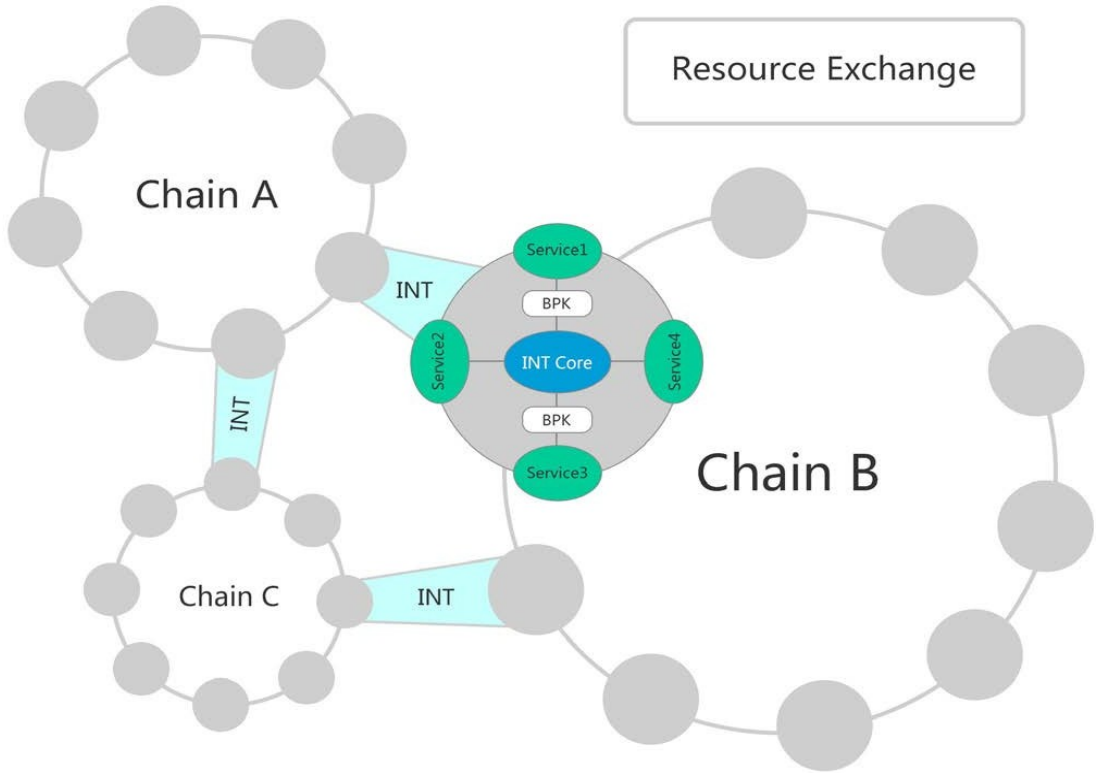 Resource Exchange
Chain A
Service1
INT
BPK
Service2
INT Core
Service4
INT
BPK
Service3
Chain B
Chain C
INT